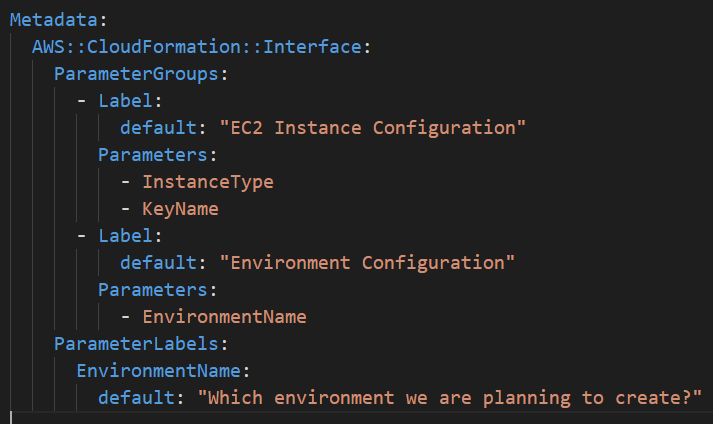 Metadata:
  AWS::CloudFormation::Interface:
    ParameterGroups:
      - Label:
          default: "EC2 Instance Configuration"
        Parameters:
          - InstanceType
          - KeyName
      - Label:
          default: "Environment Configuration"
        Parameters:
          - EnvironmentName
    ParameterLabels:
      EnvironmentName:
        default: "Which environment we are planning to create?"